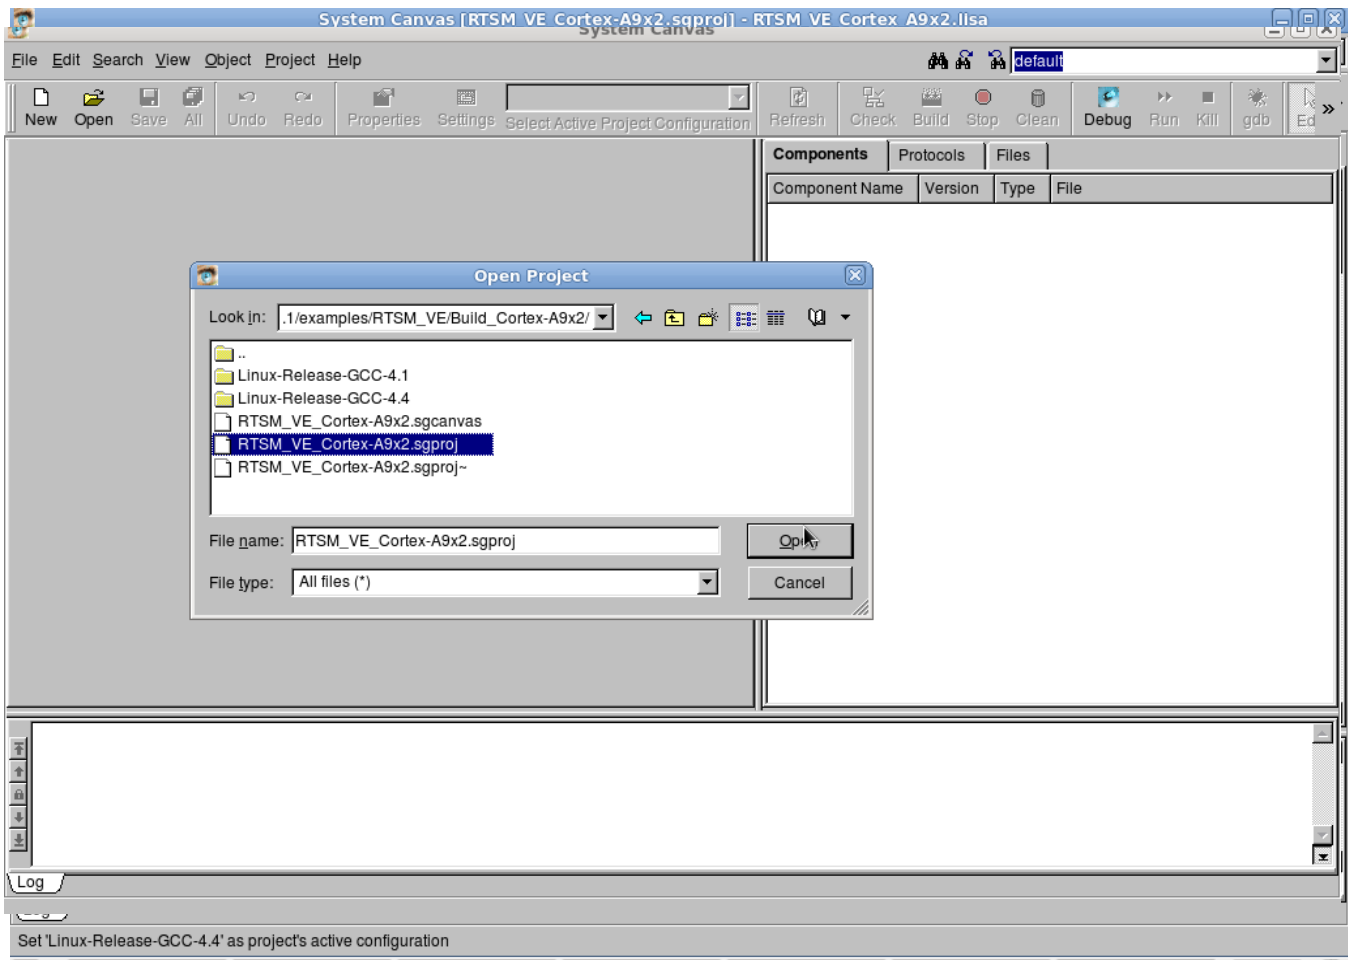 System Canvas [RTSM_VE_Cortex-A9x2.sgproj] - RTSM_VE_Cortex_A9x2.lisa
System Canvas
File Edit Search View Object Project Help
default
New Open Save All Undo Redo Properties Settings Select Active Project Configuration Refresh Check Build Stop Clean Debug Run Kill gdb Ed
Components Protocols Files
Component Name Version Type File
Open Project
Look in: .1/examples/RTSM_VE/Build_Cortex-A9x2/
..
Linux-Release-GCC-4.1
Linux-Release-GCC-4.4
RTSM_VE_Cortex-A9x2.sgcanvas
RTSM_VE_Cortex-A9x2.sgproj
RTSM_VE_Cortex-A9x2.sgproj~
File name: RTSM_VE_Cortex-A9x2.sgproj Open
File type: All files (*) Cancel
Log
Log
Set 'Linux-Release-GCC-4.4' as project's active configuration